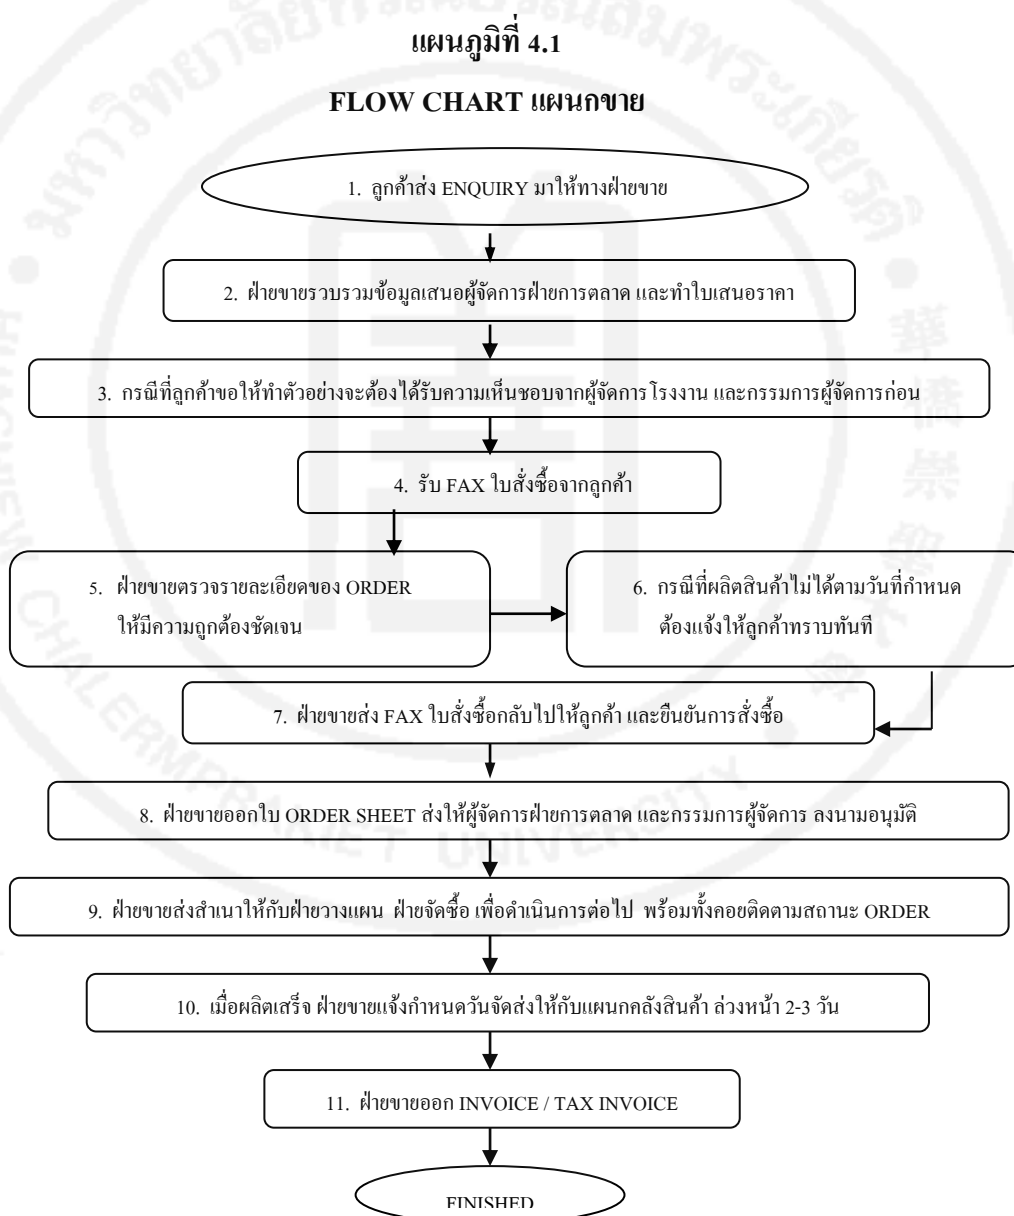 แผนภูมิที่ 4.1
FLOW CHART แผนกขาย
1. ลูกค้าส่ง ENQUIRY มาให้ทางฝ่ายขาย
2. ฝ่ายขายรวบรวมข้อมูลเสนอผู้จัดการฝ่ายการตลาด และทำใบเสนอราคา
3. กรณีที่ลูกค้าขอให้ทำตัวอย่างจะต้องได้รับความเห็นชอบจากผู้จัดการโรงงาน และกรรมการผู้จัดการก่อน
4. รับ FAX ใบสั่งซื้อจากลูกค้า
5. ฝ่ายขายตรวจรายละเอียดของ ORDER
ให้มีความถูกต้องชัดเจน
6. กรณีที่ผลิตสินค้าไม่ได้ตามวันที่กำหนด
ต้องแจ้งให้ลูกค้าทราบทันที
7. ฝ่ายขายส่ง FAX ใบสั่งซื้อกลับไปให้ลูกค้า และยืนยันการสั่งซื้อ
8. ฝ่ายขายออกใบ ORDER SHEET ส่งให้ผู้จัดการฝ่ายการตลาด และกรรมการผู้จัดการ ลงนามอนุมัติ
9. ฝ่ายขายส่งสำเนาให้กับฝ่ายวางแผน ฝ่ายจัดซื้อ เพื่อดำเนินการต่อไป พร้อมทั้งคอยติดตามสถานะ ORDER
10. เมื่อผลิตเสร็จ ฝ่ายขายแจ้งกำหนดวันจัดส่งให้กับแผนกคลังสินค้า ล่วงหน้า 2-3 วัน
11. ฝ่ายขายออก INVOICE / TAX INVOICE
FINISHED
CHALERMPRAKIET UNIVERSITY